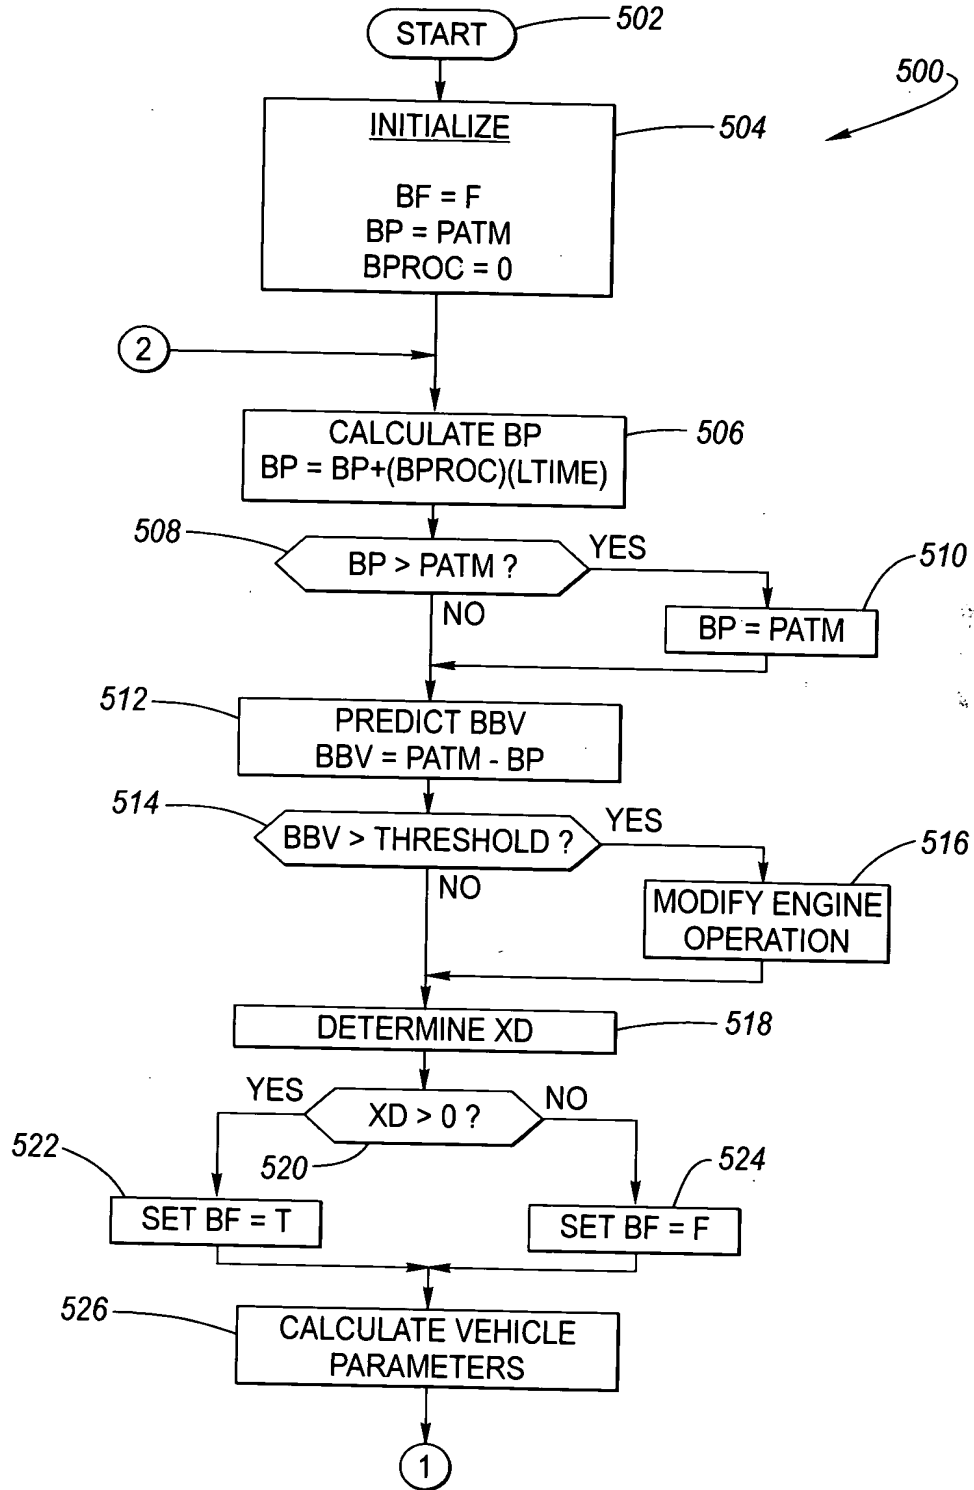 START
502
500
INITIALIZE
504
BF = F
BP = PATM
BPROC = 0
2
CALCULATE BP
506
BP = BP+(BPROC)(LTIME)
508
BP > PATM ?
YES
510
NO
BP = PATM
512
PREDICT BBV
BBV = PATM - BP
514
BBV > THRESHOLD ?
YES
516
NO
MODIFY ENGINE
OPERATION
DETERMINE XD
518
YES
XD > 0 ?
NO
520
522
524
SET BF = T
SET BF = F
526
CALCULATE VEHICLE
PARAMETERS
1